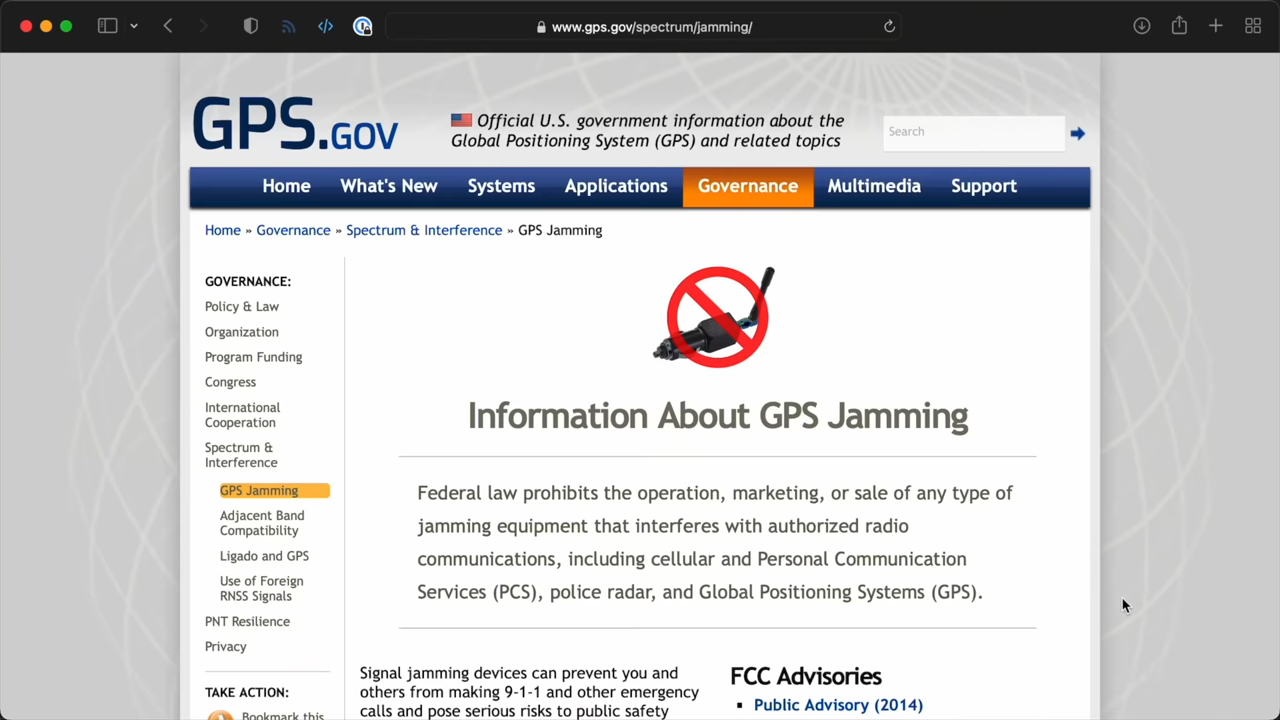 www.gps.gov/spectrum/jamming/
GPS.GOV
Official U.S. government information about the
Global Positioning System (GPS) and related topics
Search
Home What's New Systems Applications Governance Multimedia Support
Home » Governance » Spectrum & Interference » GPS Jamming
GOVERNANCE:
Policy & Law
Organization
Program Funding
Congress
International
Cooperation
Spectrum &
Interference
GPS Jamming
Adjacent Band
Compatibility
Ligado and GPS
Use of Foreign
RNSS Signals
PNT Resilience
Privacy
TAKE ACTION:
Bookmark this
Information About GPS Jamming
Federal law prohibits the operation, marketing, or sale of any type of
jamming equipment that interferes with authorized radio
communications, including cellular and Personal Communication
Services (PCS), police radar, and Global Positioning Systems (GPS).
Signal jamming devices can prevent you and
others from making 9-1-1 and other emergency
calls and pose serious risks to public safety
FCC Advisories
▪ Public Advisory (2014)